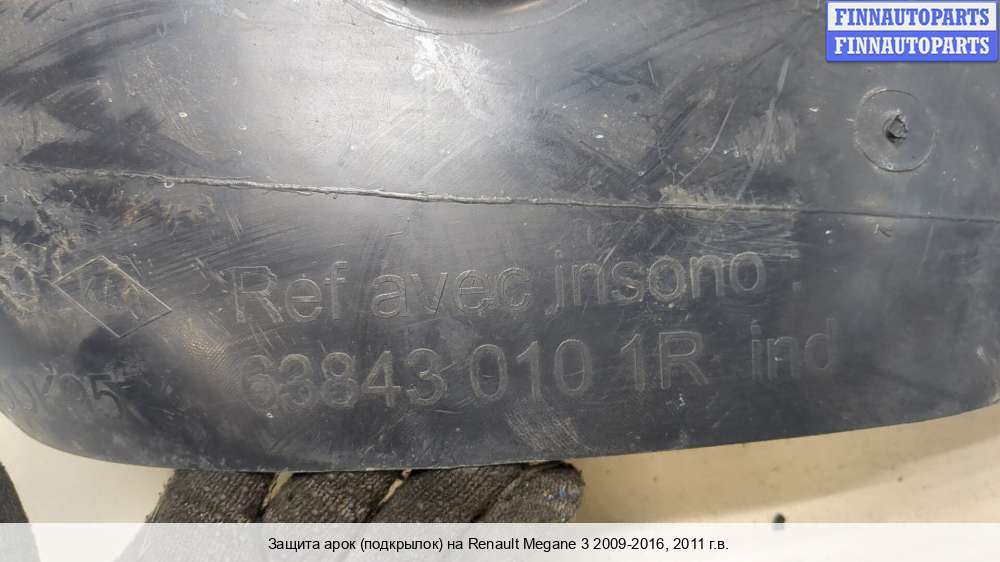 FINNAUTOPARTS
FINNAUTOPARTS
Ref avec insono :
63843 010 1R ind
Защита арок (подкрылок) на Renault Megane 3 2009-2016, 2011 г.в.